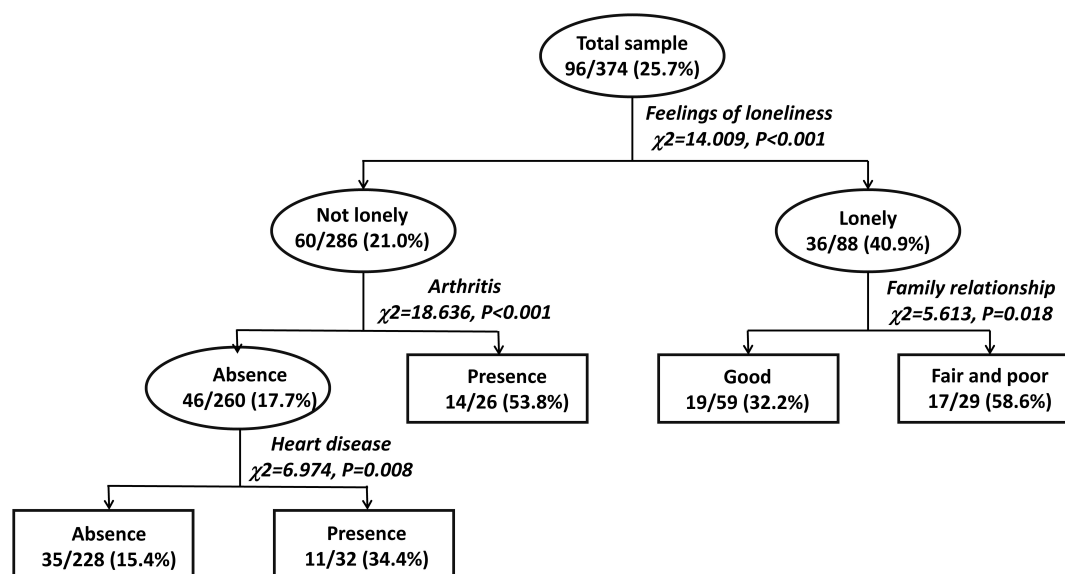 Total sample
96/374 (25.7%)
Feelings of loneliness
χ2=14.009, P<0.001
Not lonely
60/286 (21.0%)
Lonely
36/88 (40.9%)
Arthritis
χ2=18.636, P<0.001
Family relationship
χ2=5.613, P=0.018
Absence
46/260 (17.7%)
Presence
14/26 (53.8%)
Good
19/59 (32.2%)
Fair and poor
17/29 (58.6%)
Heart disease
χ2=6.974, P=0.008
Absence
35/228 (15.4%)
Presence
11/32 (34.4%)